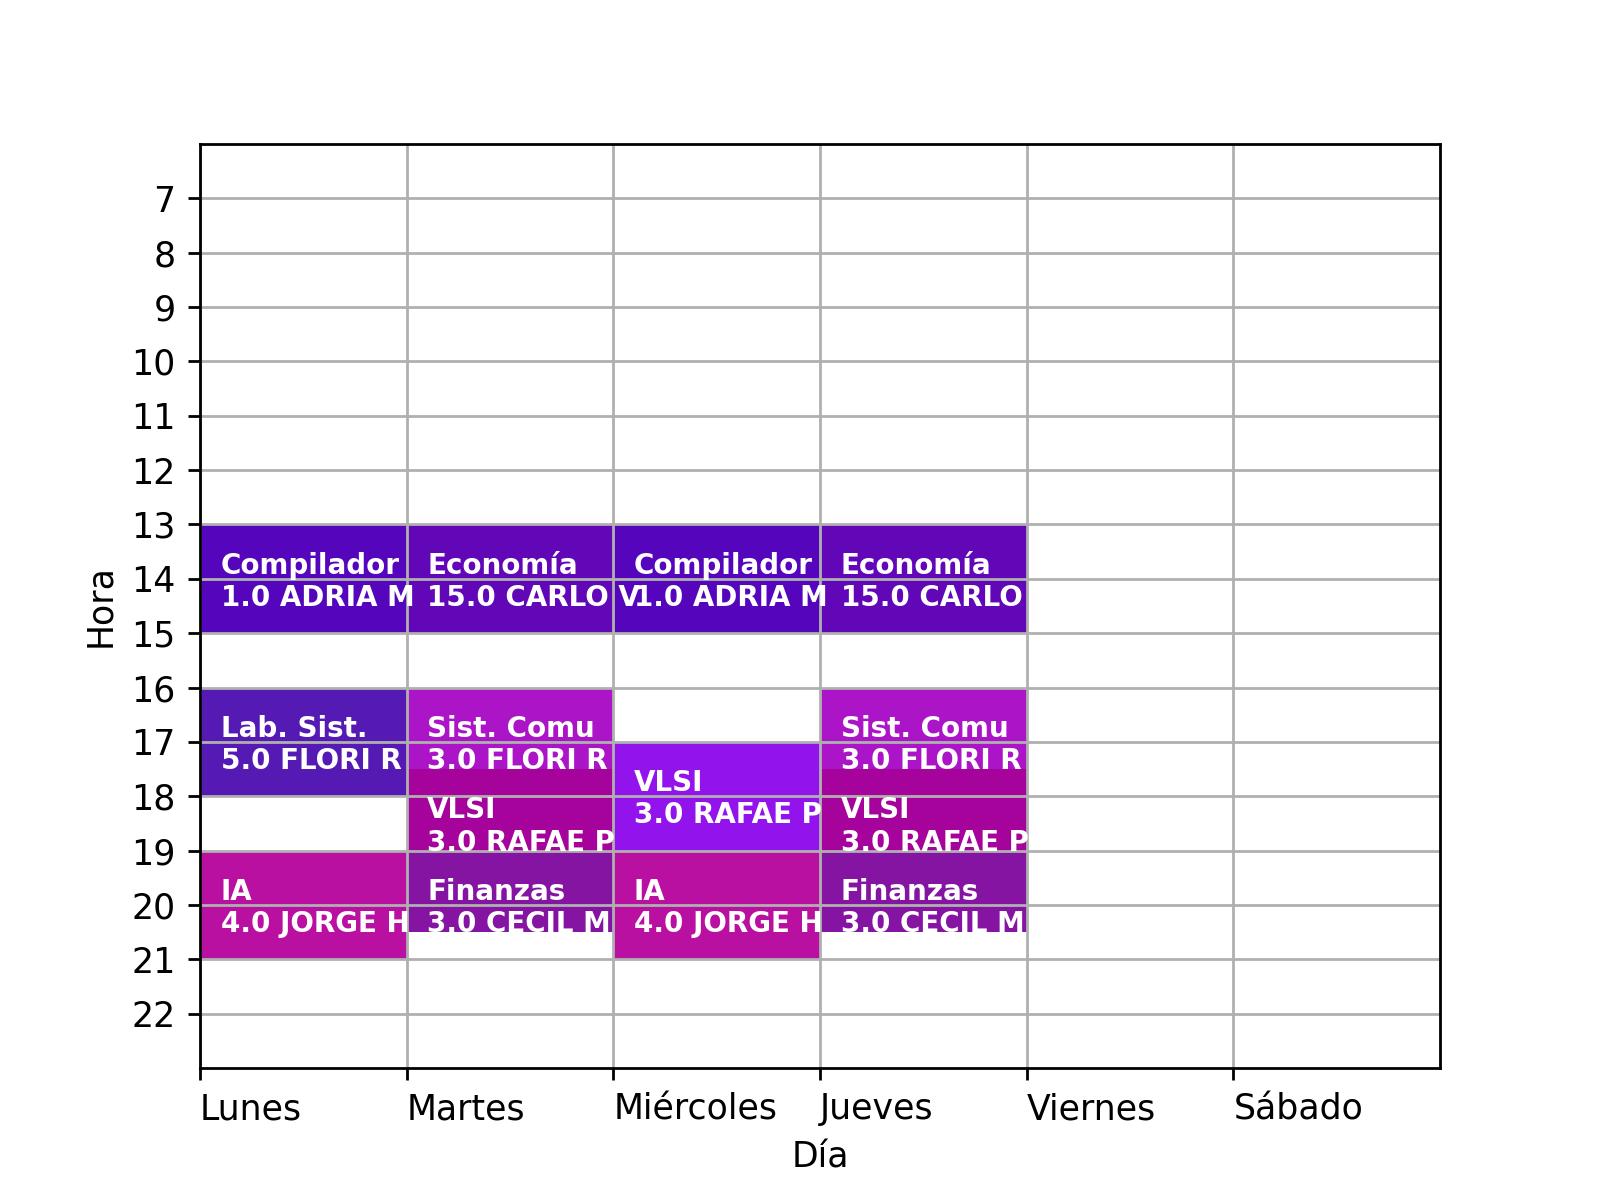 7
8
9
10
11
12
13
14
15
16
17
18
19
20
21
22
Hora
Compilador
1.0 ADRIA M
Economía
15.0 CARLO V
Compilador
1.0 ADRIA M
Economía
15.0 CARLO
Lab. Sist.
5.0 FLORI R
Sist. Comu
3.0 FLORI R
Sist. Comu
3.0 FLORI R
VLSI
3.0 RAFAE P
VLSI
3.0 RAFAE P
VLSI
3.0 RAFAE P
IA
4.0 JORGE H
Finanzas
3.0 CECIL M
IA
4.0 JORGE H
Finanzas
3.0 CECIL M
Lunes
Martes
Miércoles
Jueves
Viernes
Sábado
Día